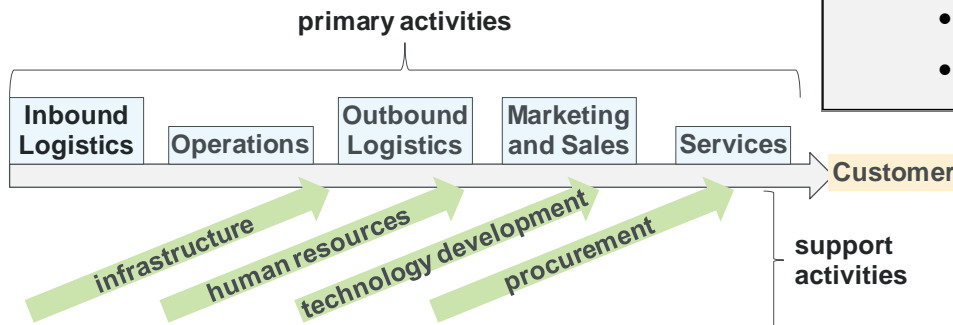 primary activities
•
•
Inbound
Logistics
Operations
Outbound
Logistics
Marketing
and Sales
Services
Customer
infrastructure
human resources
technology development
procurement
support
activities